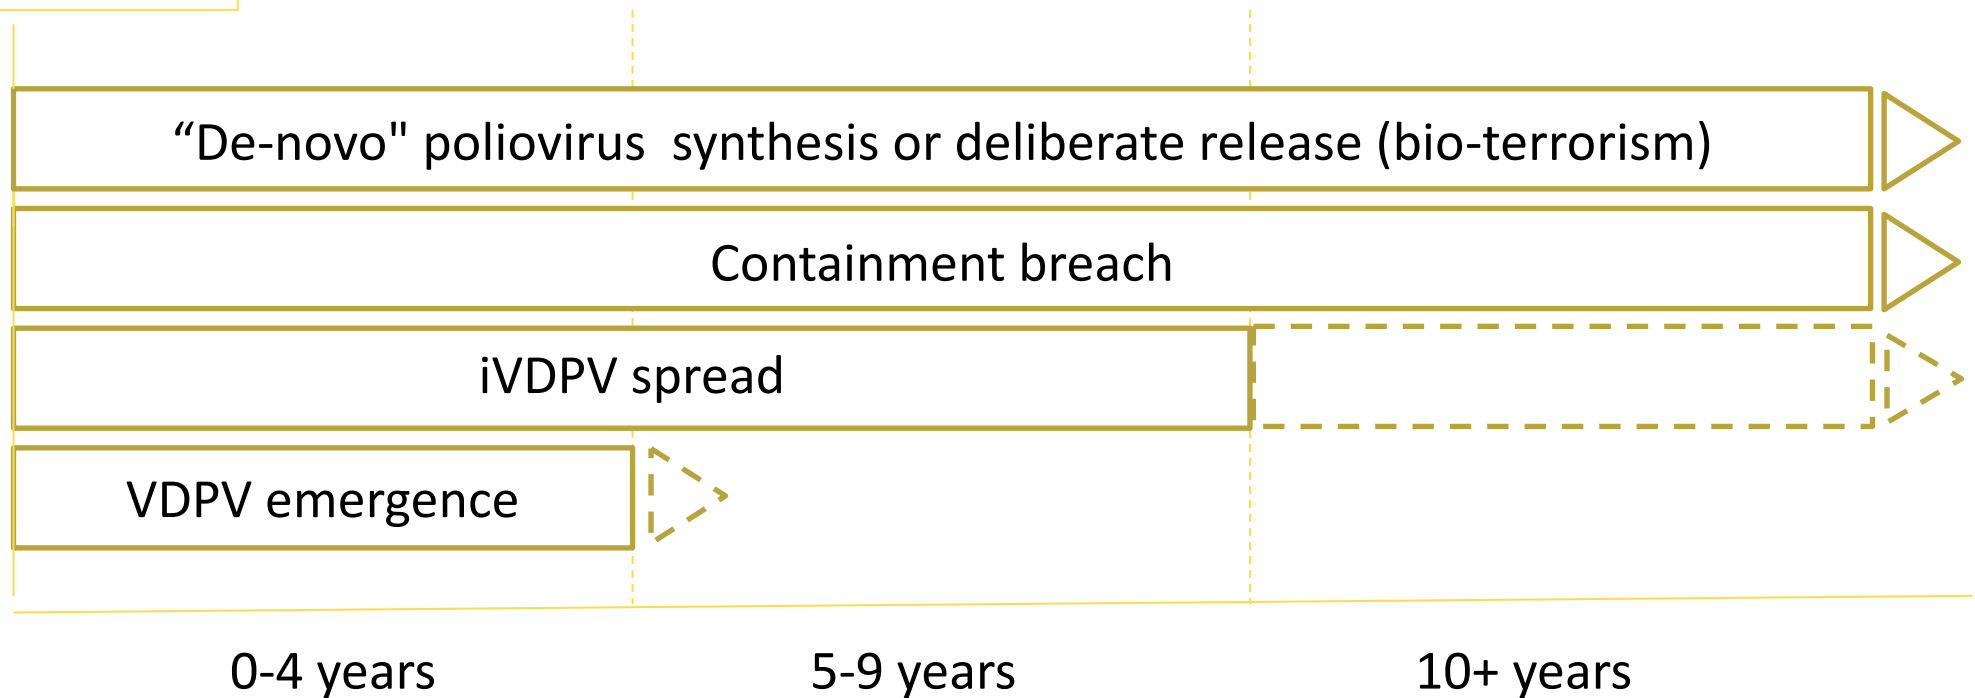 “De-novo" poliovirus  synthesis or deliberate release (bio-terrorism)
Containment breach
iVDPV spread
VDPV emergence
0-4 years
5-9 years
10+ years